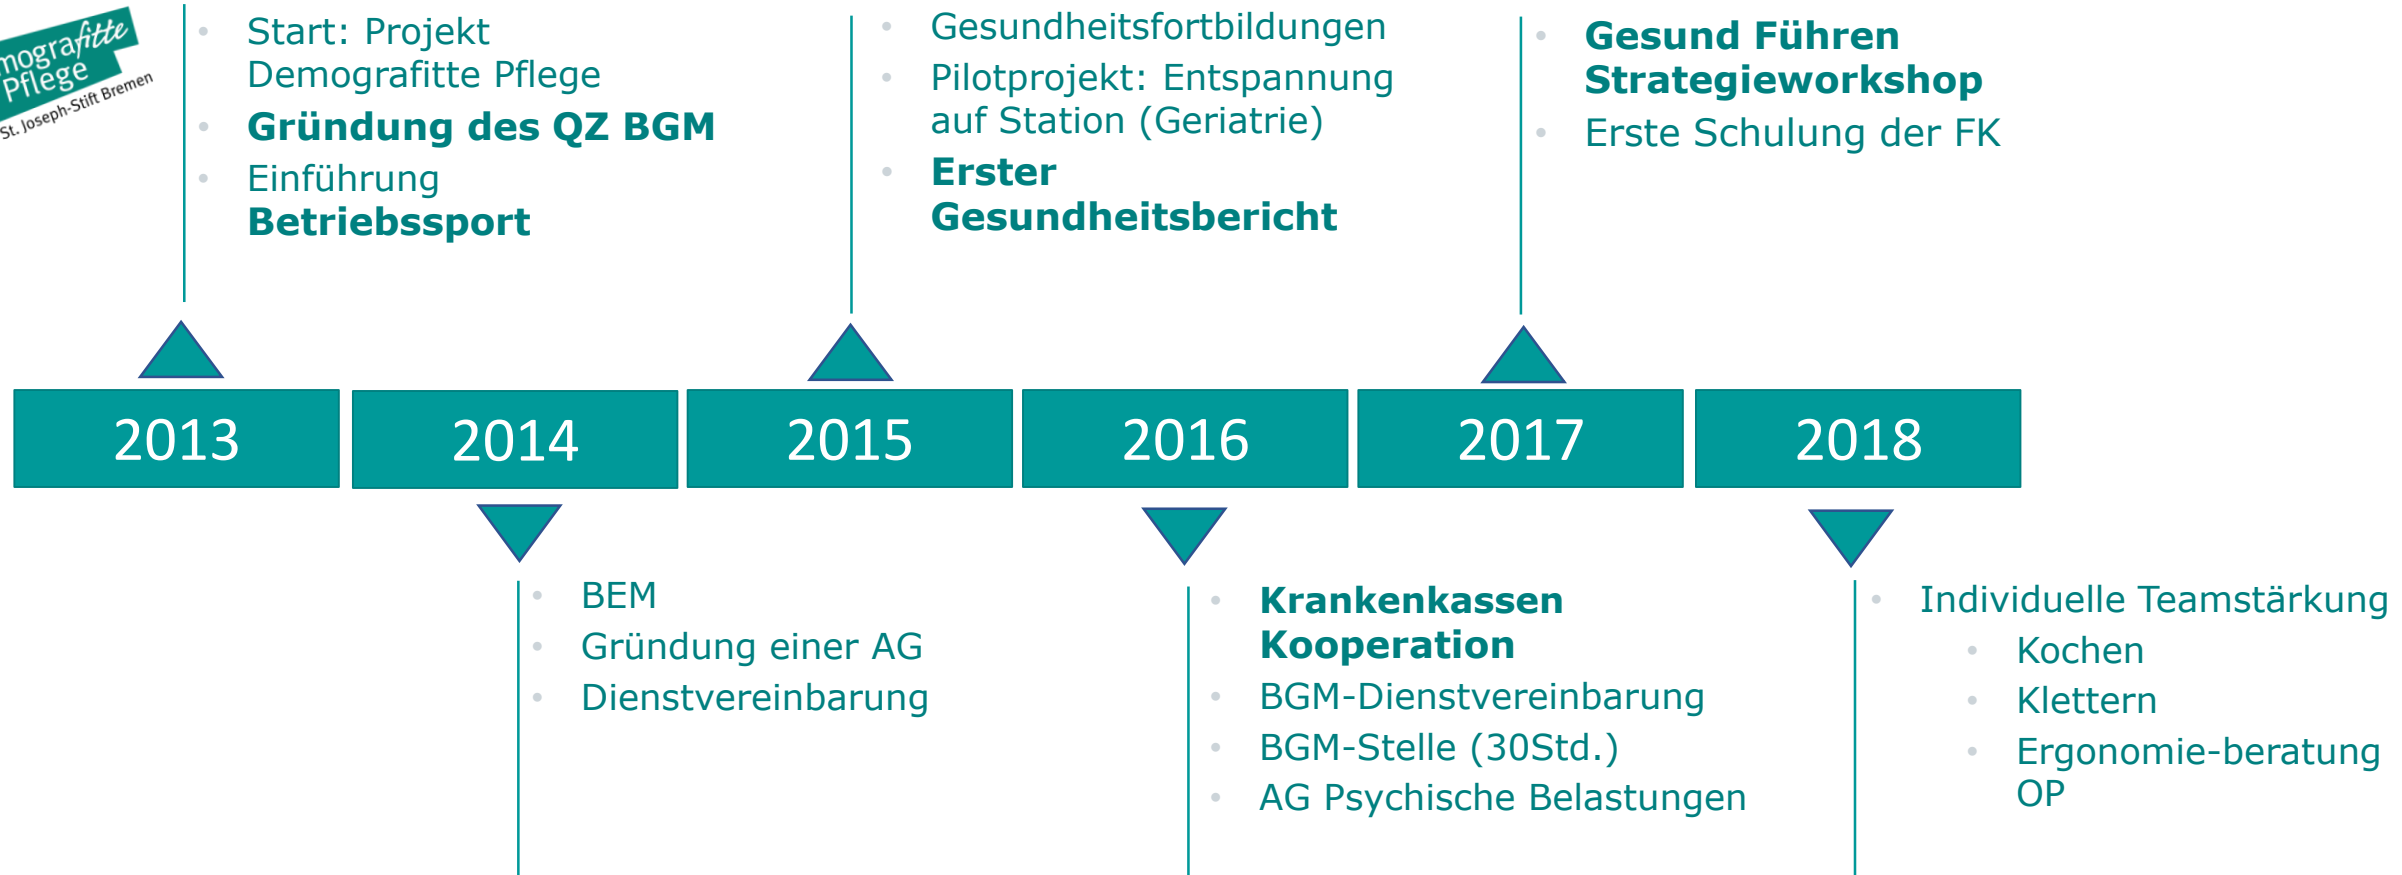 Pflege
St. Joseph-Stift Bremen
Start: Projekt
Demografitte Pflege
Gründung des QZ BGM
Einführung
Betriebssport
Gesundheitsfortbildungen
Pilotprojekt: Entspannung
auf Station (Geriatrie)
Erster
Gesundheitsbericht
Gesund Führen
Strategieworkshop
Erste Schulung der FK
2013
2014
2015
2016
2017
2018
BEM
Gründung einer AG
Dienstvereinbarung
Krankenkassen
Kooperation
BGM-Dienstvereinbarung
BGM-Stelle (30Std.)
AG Psychische Belastungen
Individuelle Teamstärkung
Kochen
Klettern
Ergonomie-beratung
OP